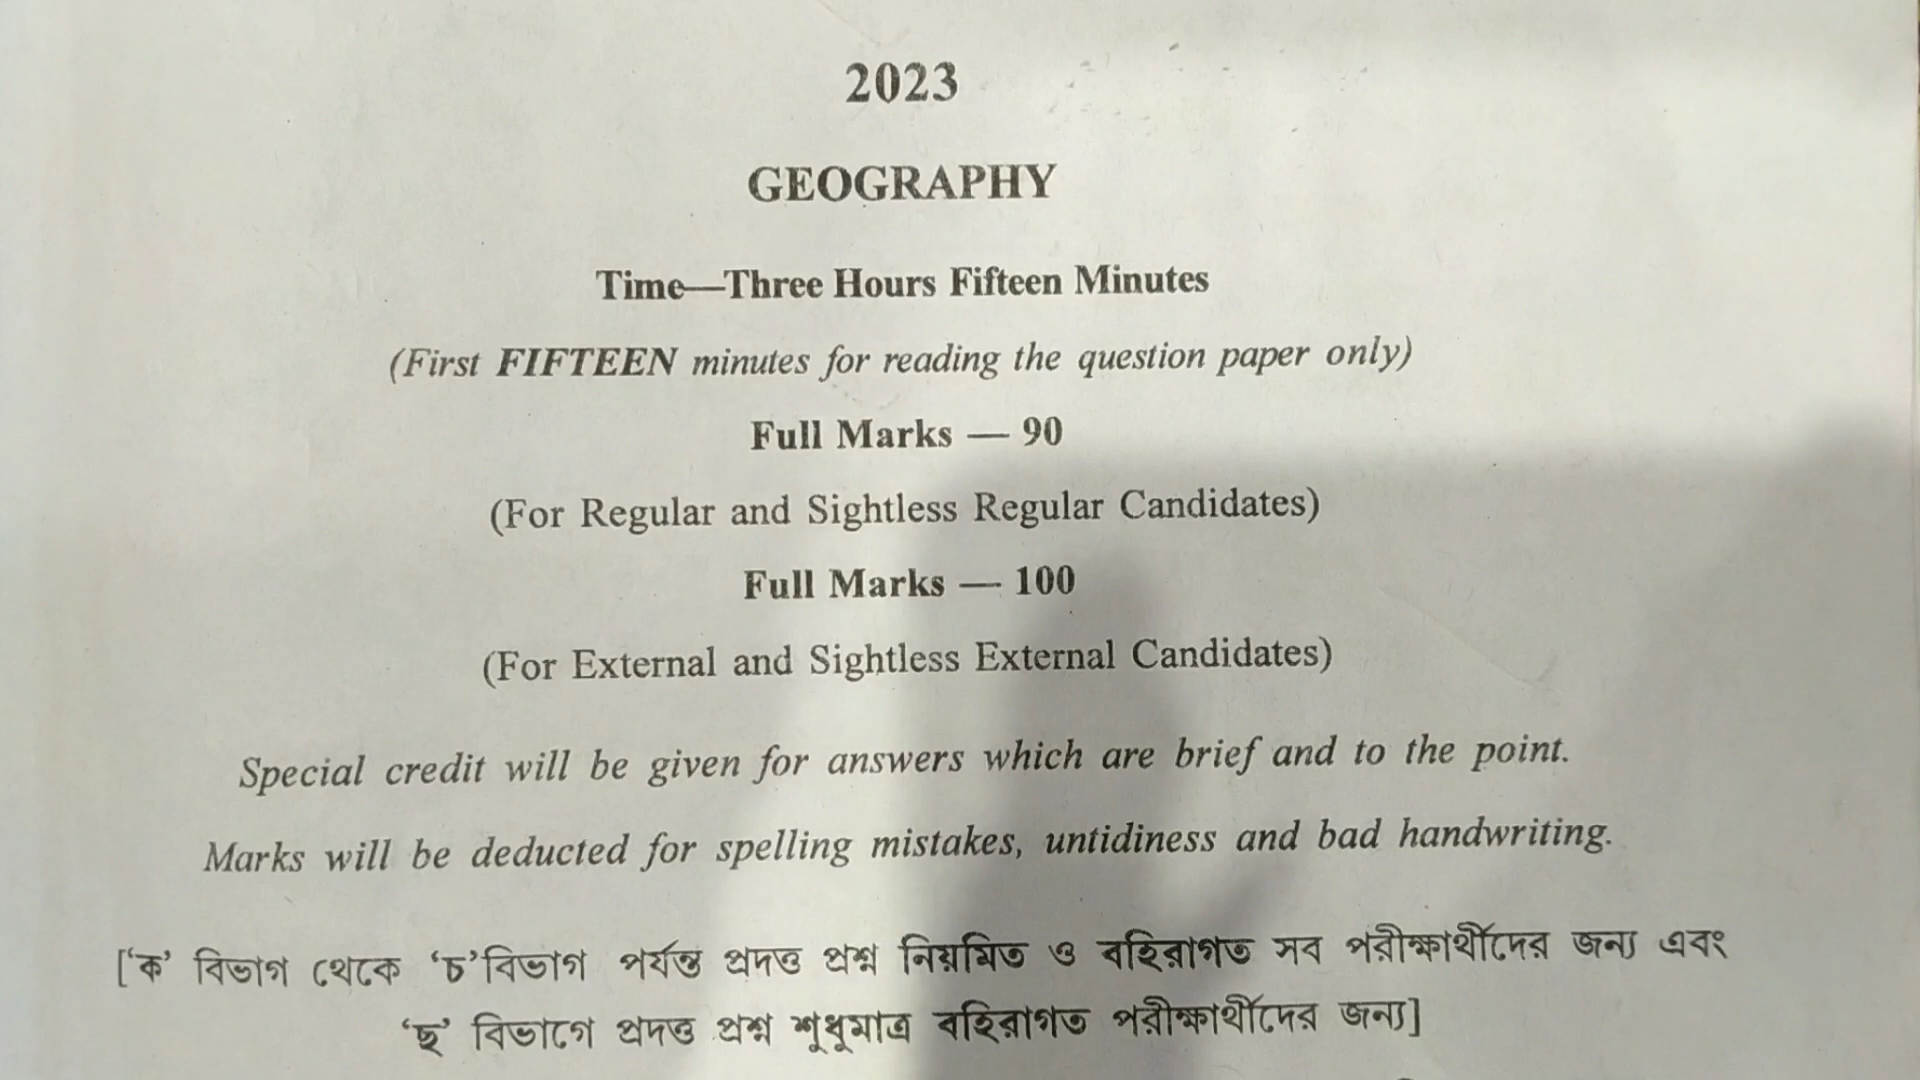 2023
GEOGRAPHY
Time—Three Hours Fifteen Minutes
(First FIFTEEN minutes for reading the question paper only)
Full Marks — 90
(For Regular and Sightless Regular Candidates)
Full Marks — 100
(For External and Sightless External Candidates)
Special credit will be given for answers which are brief and to the point.
Marks will be deducted for spelling mistakes, untidiness and bad handwriting.
[‘ক’ বিভাগ থেকে ‘চ’বিভাগ পর্যন্ত প্রদত্ত প্রশ্ন নিয়মিত ও বহিরাগত সব পরীক্ষার্থীদের জন্য এবং
‘ছ’ বিভাগে প্রদত্ত প্রশ্ন শুধুমাত্র বহিরাগত পরীক্ষার্থীদের জন্য]